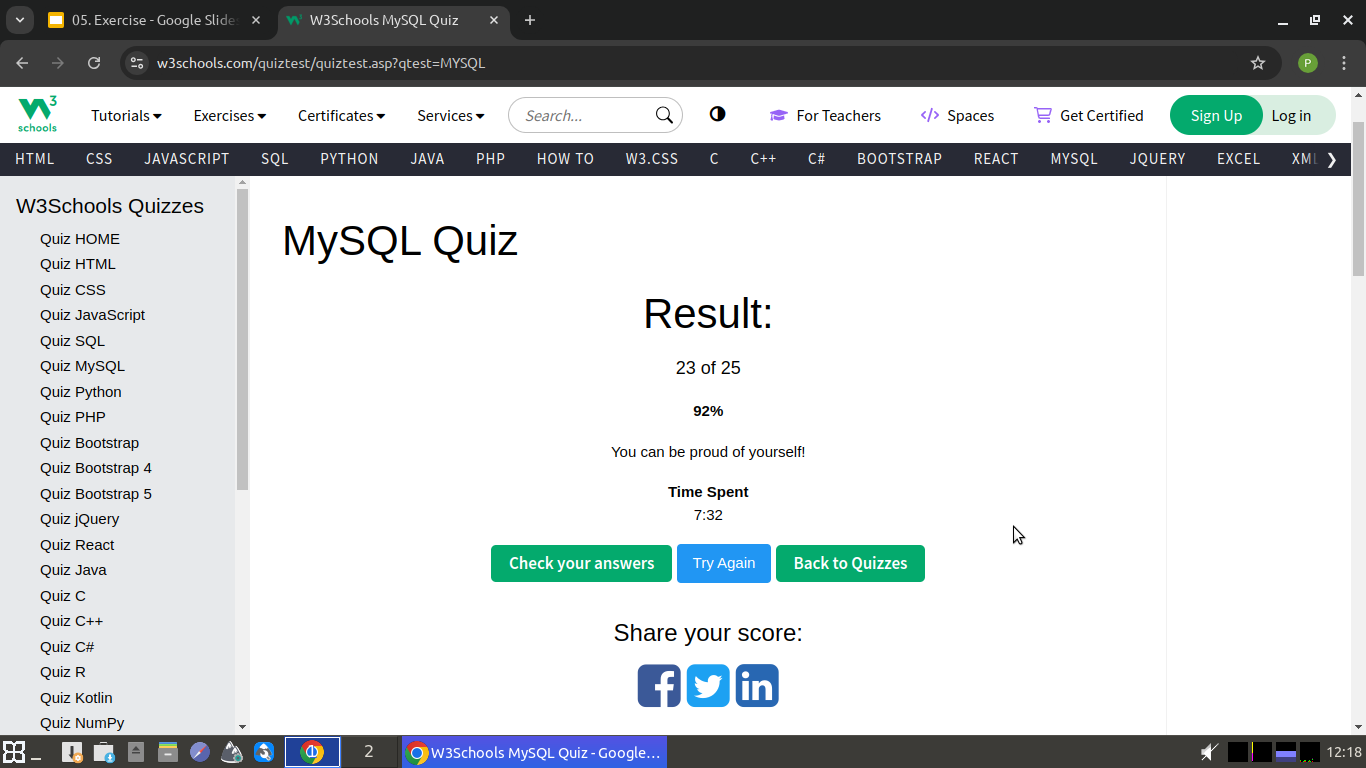 05. Exercise - Google Slide
W3Schools MySQL Quiz
w3schools.com/quiztest/quiztest.asp?qtest=MYSQL
P
3
schools
Tutorials
Exercises
Certificates
Services
Search...
For Teachers
Spaces
Get Certified
Sign Up
Log in
HTML CSS JAVASCRIPT SQL PYTHON JAVA PHP HOW TO W3.CSS C C++ C# BOOTSTRAP REACT MYSQL JQUERY EXCEL XML
W3Schools Quizzes
Quiz HOME
Quiz HTML
Quiz CSS
Quiz JavaScript
Quiz SQL
Quiz MySQL
Quiz Python
Quiz PHP
Quiz Bootstrap
Quiz Bootstrap 4
Quiz Bootstrap 5
Quiz jQuery
Quiz React
Quiz Java
Quiz C
Quiz C++
Quiz C#
Quiz R
Quiz Kotlin
Quiz NumPy
MySQL Quiz
Result:
23 of 25
92%
You can be proud of yourself!
Time Spent
7:32
Check your answers
Try Again
Back to Quizzes
Share your score:
in
2
W3Schools MySQL Quiz - Google...
12:18